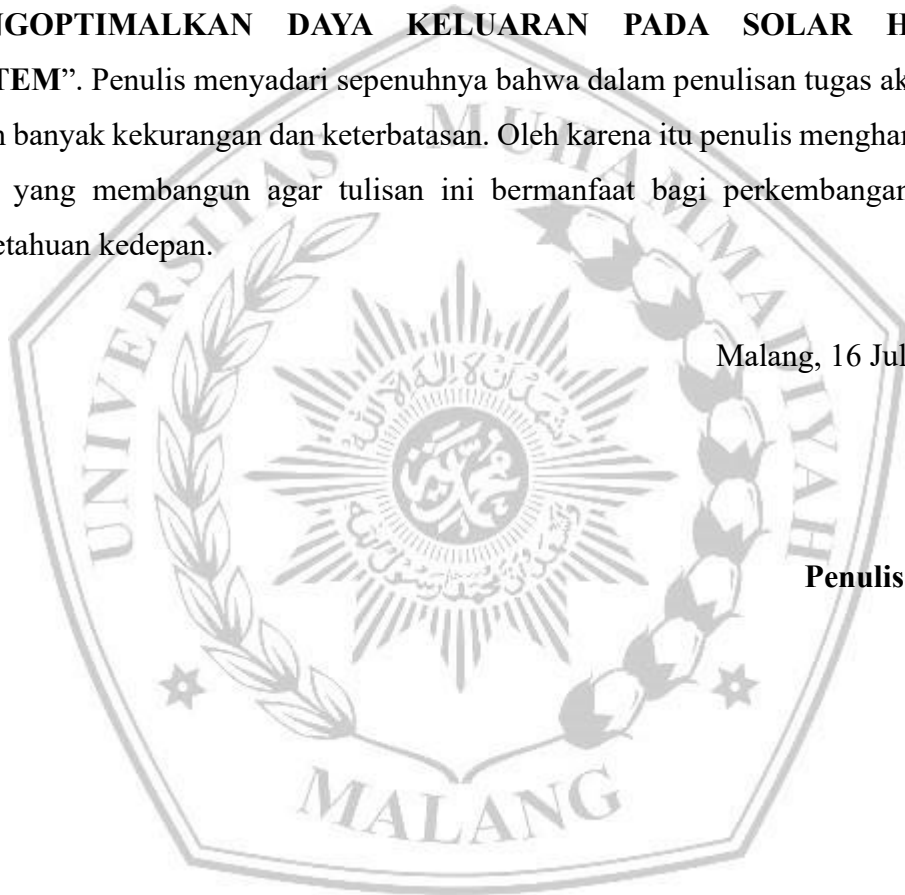 NGOPTIMALKAN DAYA KELUARAN PADA SOLAR H
TEM”. Penulis menyadari sepenuhnya bahwa dalam penulisan tugas ak
n banyak kekurangan dan keterbatasan. Oleh karena itu penulis menghar
yang membangun agar tulisan ini bermanfaat bagi perkembangan
etahuan kedepan.
Malang, 16 Jul
Penulis
UNIVERSITAS MUHAMMADIYAH
MALANG